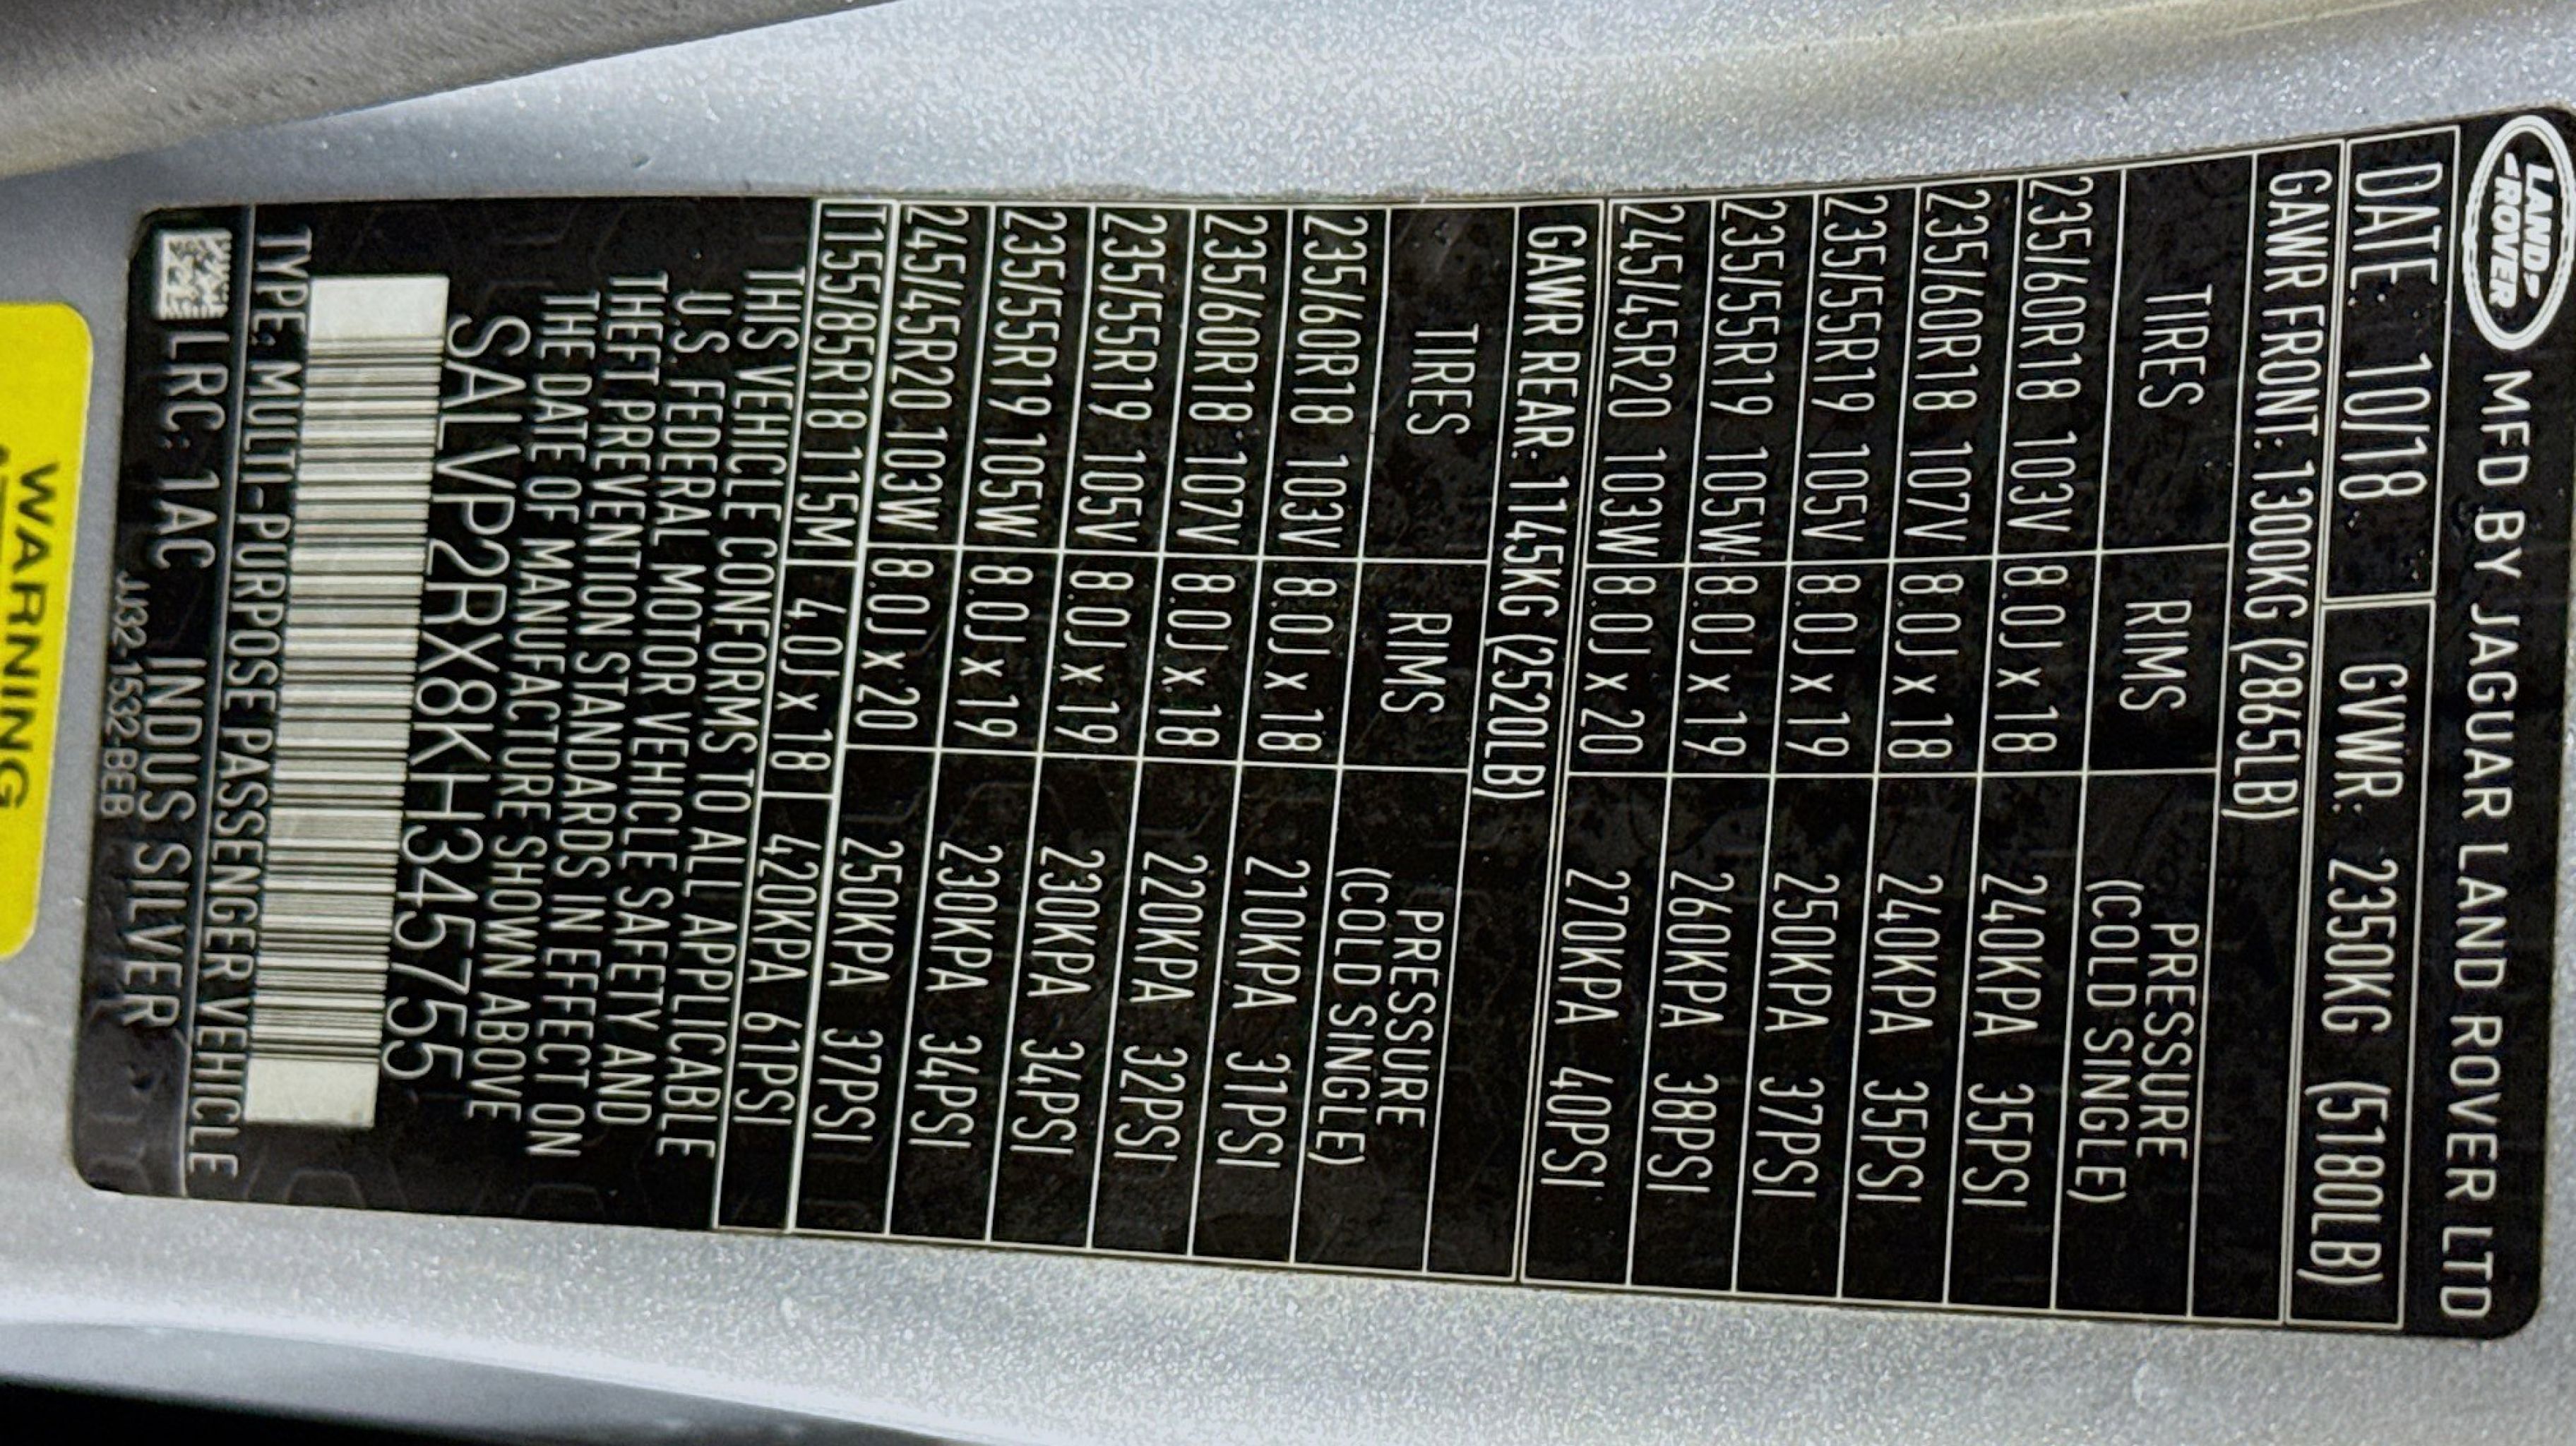 LAND ROVER MFD BY JAGUAR LAND ROVER LTD
DATE: 10/18 GVWR: 2350KG (5180LB)
GAWR FRONT: 1300KG (2865LB)
TIRES RIMS PRESSURE (COLD SINGLE)
235/60R18 103V 8.0J x 18 240KPA 35PSI
235/60R18 107V 8.0J x 18 240KPA 35PSI
235/55R19 105V 8.0J x 19 250KPA 37PSI
235/55R19 105W 8.0J x 19 260KPA 38PSI
245/45R20 103W 8.0J x 20 270KPA 40PSI
GAWR REAR: 1145KG (2520LB)
TIRES RIMS PRESSURE (COLD SINGLE)
235/60R18 103V 8.0J x 18 210KPA 31PSI
235/60R18 107V 8.0J x 18 220KPA 32PSI
235/55R19 105V 8.0J x 19 230KPA 34PSI
235/55R19 105W 8.0J x 19 230KPA 34PSI
245/45R20 103W 8.0J x 20 250KPA 37PSI
T155/85R18 115M 4.0J x 18 420KPA 61PSI
THIS VEHICLE CONFORMS TO ALL APPLICABLE
U.S. FEDERAL MOTOR VEHICLE SAFETY AND
THEFT PREVENTION STANDARDS IN EFFECT ON
THE DATE OF MANUFACTURE SHOWN ABOVE
SALVP2RX8KH345755
TYPE: MULTI-PURPOSE PASSENGER VEHICLE
LRC: 1AC INDUS SILVER
JJ32-1532-BEB
WARNING